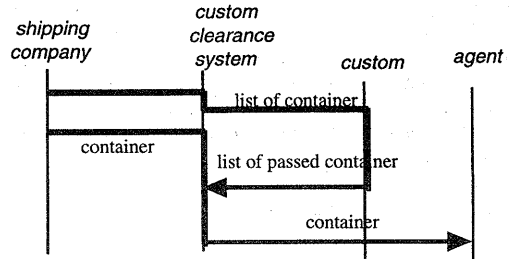 shipping
company
custom
clearance
system
custom
agent
list of container
container
list of passed container
container